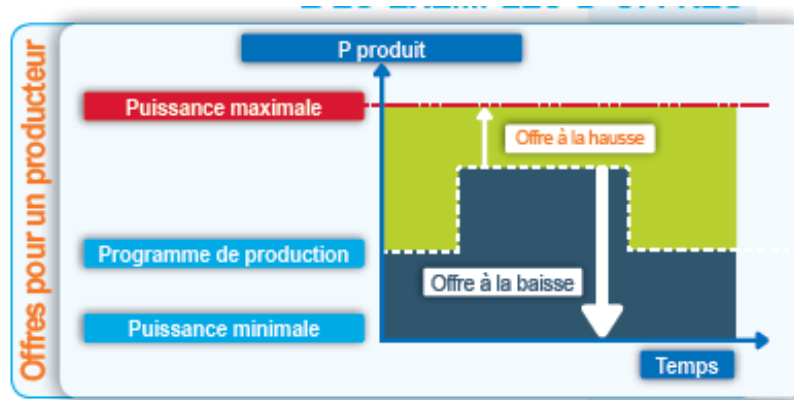 Offres pour un producteur
P produit
Puissance maximale
Offre à la hausse
Programme de production
Offre à la baisse
Puissance minimale
Temps